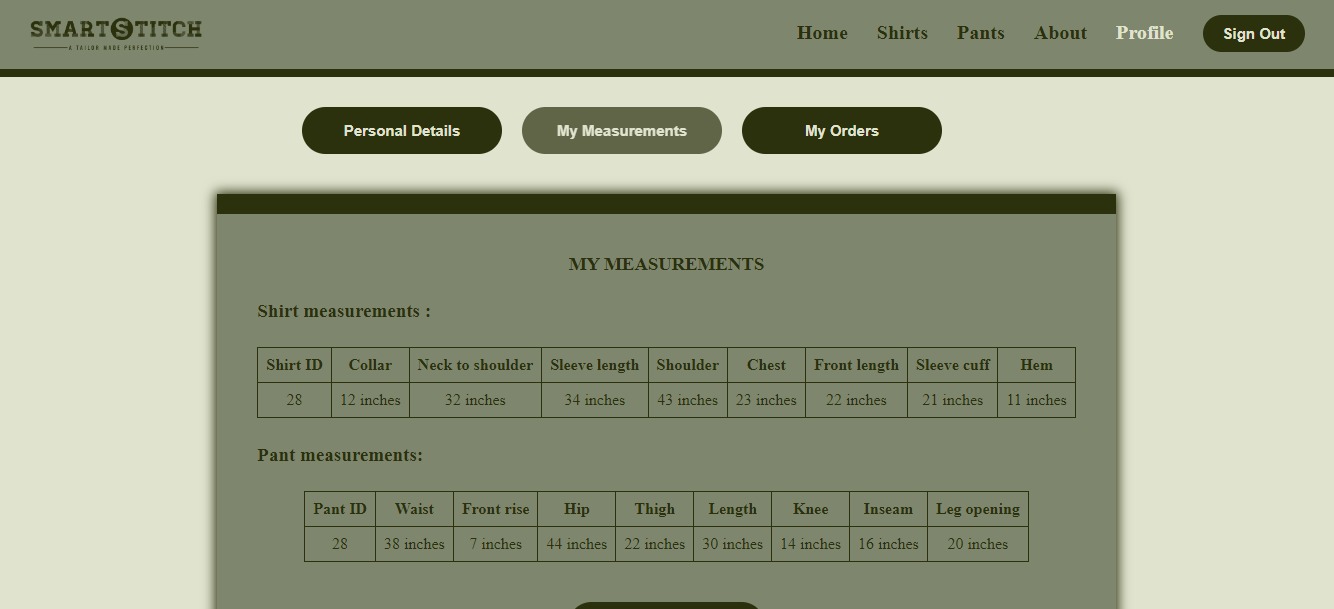 SMARTSTITCH
A TAILOR MADE PERFECTION
Home Shirts Pants About Profile Sign Out
Personal Details My Measurements My Orders
MY MEASUREMENTS
Shirt measurements :
Shirt ID Collar Neck to shoulder Sleeve length Shoulder Chest Front length Sleeve cuff Hem
28 12 inches 32 inches 34 inches 43 inches 23 inches 22 inches 21 inches 11 inches
Pant measurements:
Pant ID Waist Front rise Hip Thigh Length Knee Inseam Leg opening
28 38 inches 7 inches 44 inches 22 inches 30 inches 14 inches 16 inches 20 inches